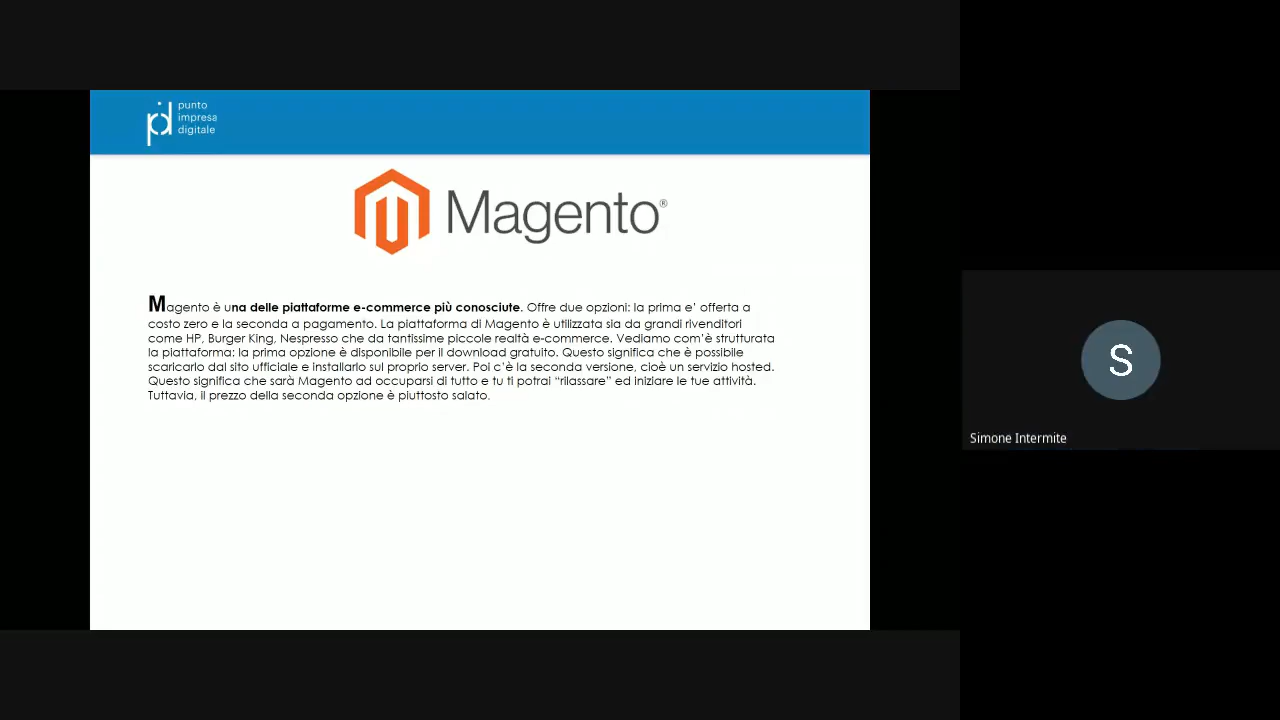 punto
impresa
digitale
Magento®
Magento è una delle piattaforme e-commerce più conosciute. Offre due opzioni: la prima e' offerta a
costo zero e la seconda a pagamento. La piattaforma di Magento è utilizzata sia da grandi rivenditori
come HP, Burger King, Nespresso che da tantissime piccole realtà e-commerce. Vediamo com'è strutturata
la piattaforma: la prima opzione è disponibile per il download gratuito. Questo significa che è possibile
scaricarlo dal sito ufficiale e installarlo sul proprio server. Poi c'è la seconda versione, cioè un servizio hosted.
Questo significa che sarà Magento ad occuparsi di tutto e tu ti potrai “rilassare” ed iniziare le tue attività.
Tuttavia, il prezzo della seconda opzione è piuttosto salato.
S
Simone Intermite